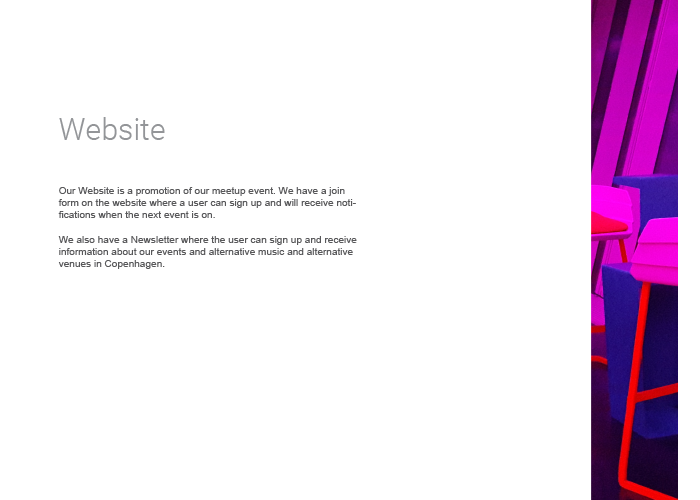 Website
Our Website is a promotion of our meetup event. We have a join
form on the website where a user can sign up and will receive noti-
fications when the next event is on.
We also have a Newsletter where the user can sign up and receive
information about our events and alternative music and alternative
venues in Copenhagen.